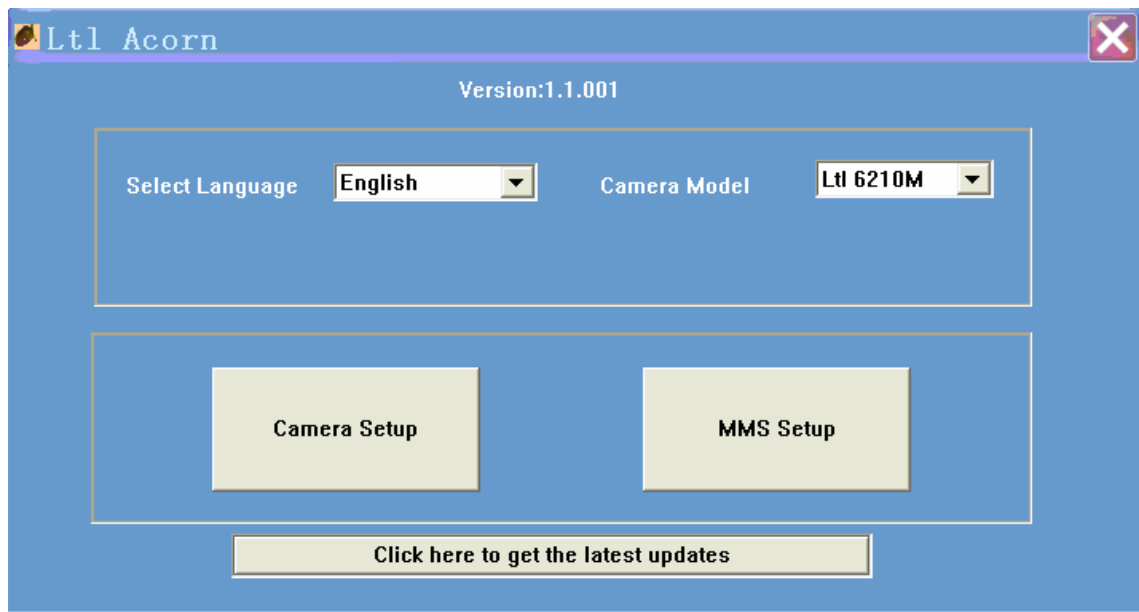 Ltl Acorn
Version:1.1.001
Select Language English Camera Model Ltl 6210M
Camera Setup MMS Setup
Click here to get the latest updates